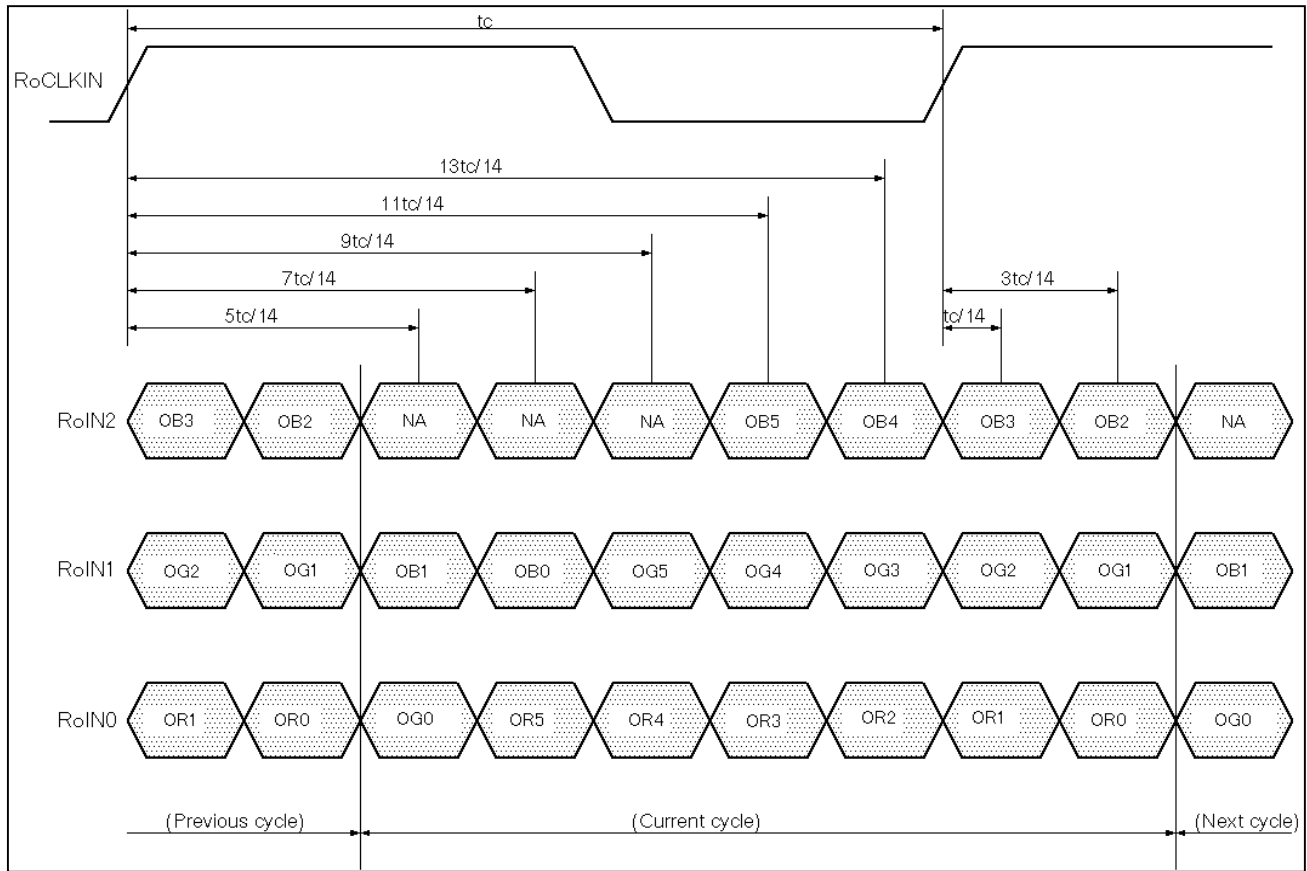 tc
RoCLKIN
13tc/14
11tc/14
9tc/14
7tc/14 3tc/14
5tc/14 tc/14
RoIN2 OB3 OB2 NA NA NA OB5 OB4 OB3 OB2 NA
RoIN1 OG2 OG1 OB1 OB0 OG5 OG4 OG3 OG2 OG1 OB1
RoIN0 OR1 OR0 OG0 OR5 OR4 OR3 OR2 OR1 OR0 OG0
(Previous cycle) (Current cycle) (Next cycle)